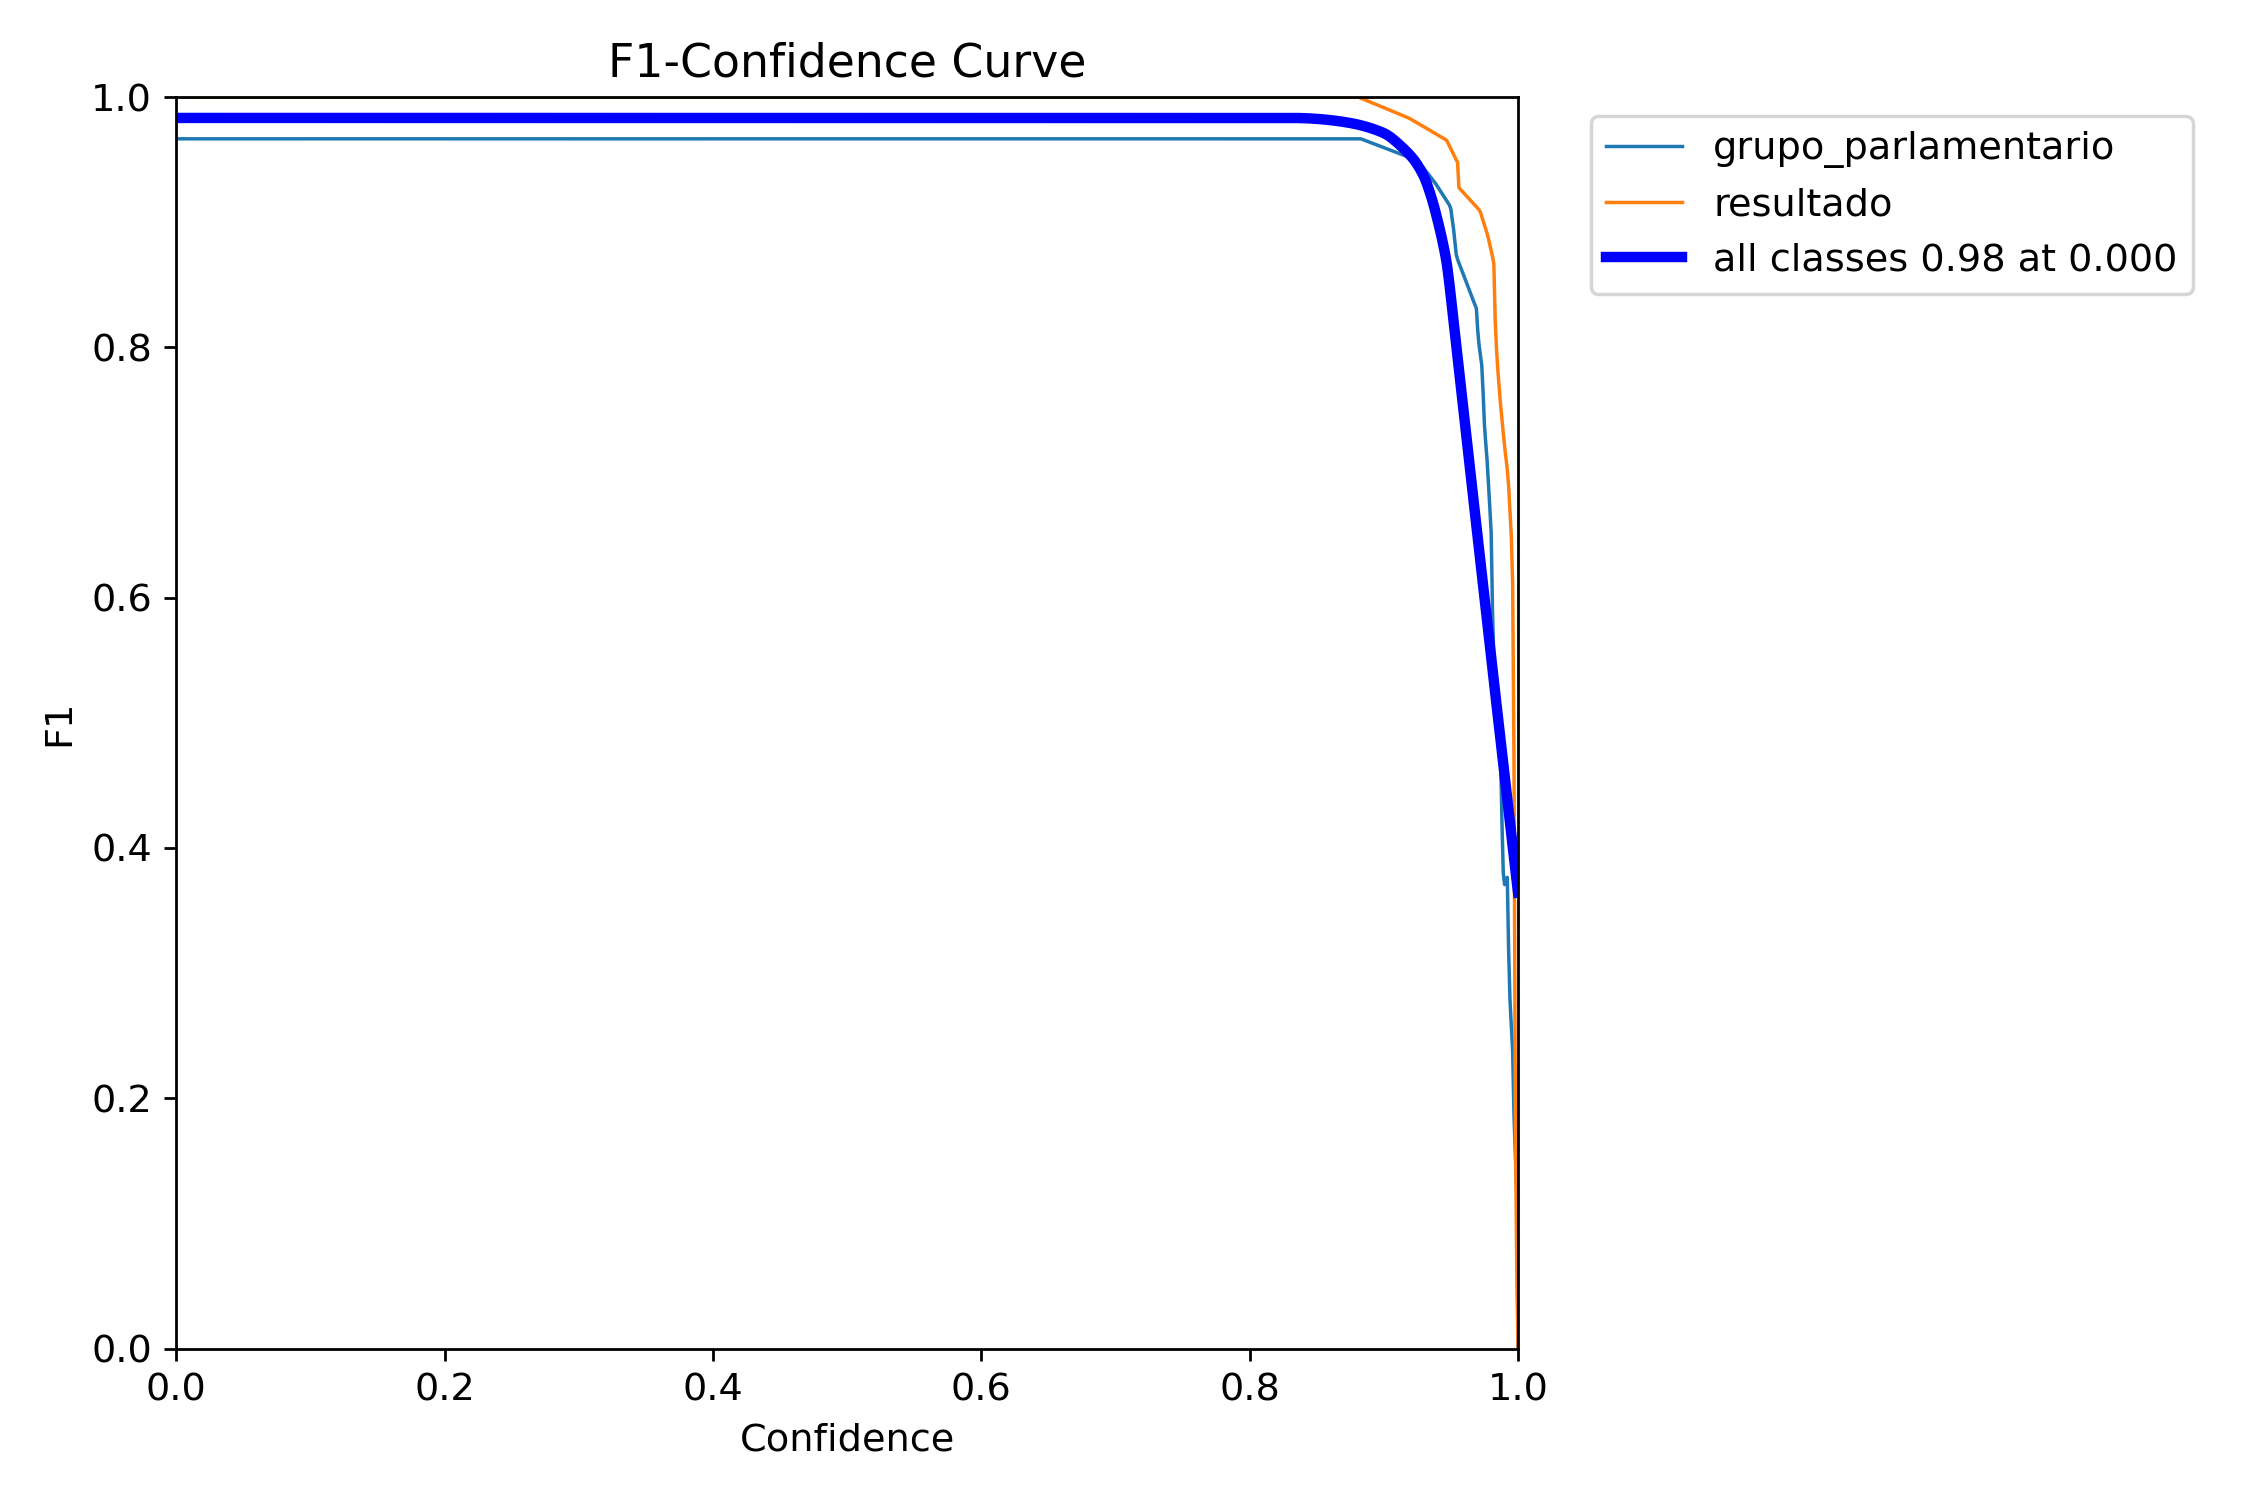 F1-Confidence Curve
1.0
0.8
0.6
0.4
0.2
0.0
F1
0.0 0.2 0.4 0.6 0.8 1.0
Confidence
grupo_parlamentario
resultado
all classes 0.98 at 0.000